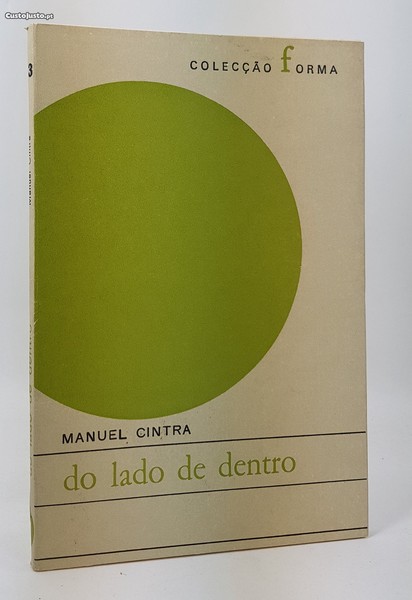 CustoJusto.pt
COLECÇÃO FORMA
3
MANUEL CINTRA
do lado de dentro